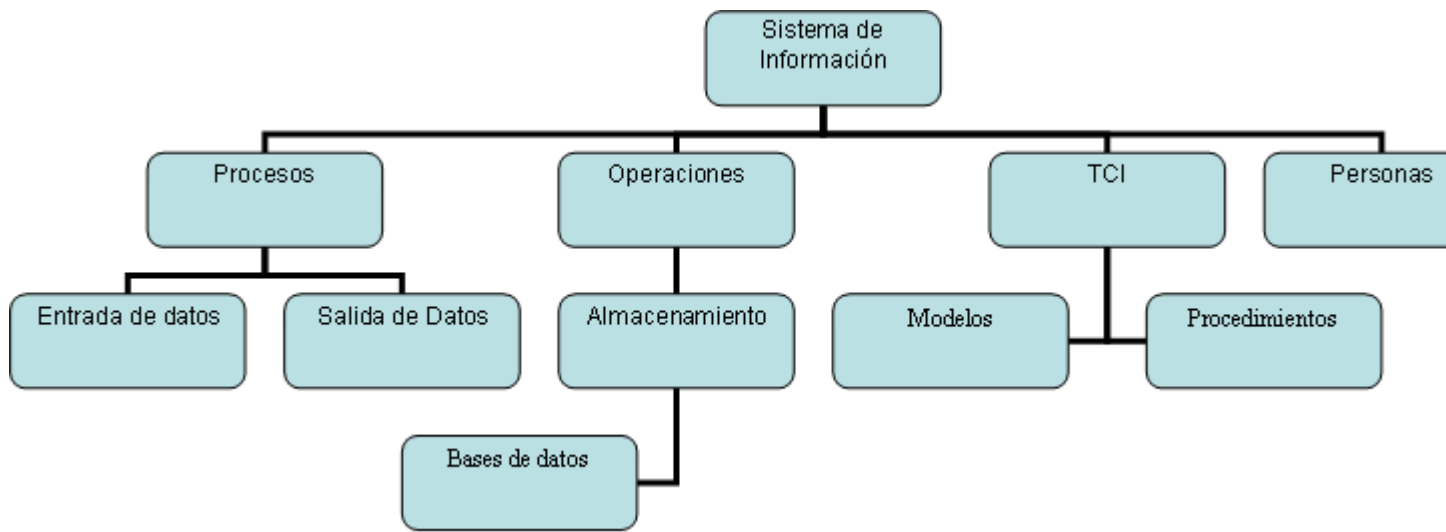 Sistema de
Información
Procesos
Operaciones
TCI
Personas
Entrada de datos
Salida de Datos
Almacenamiento
Modelos
Procedimientos
Bases de datos